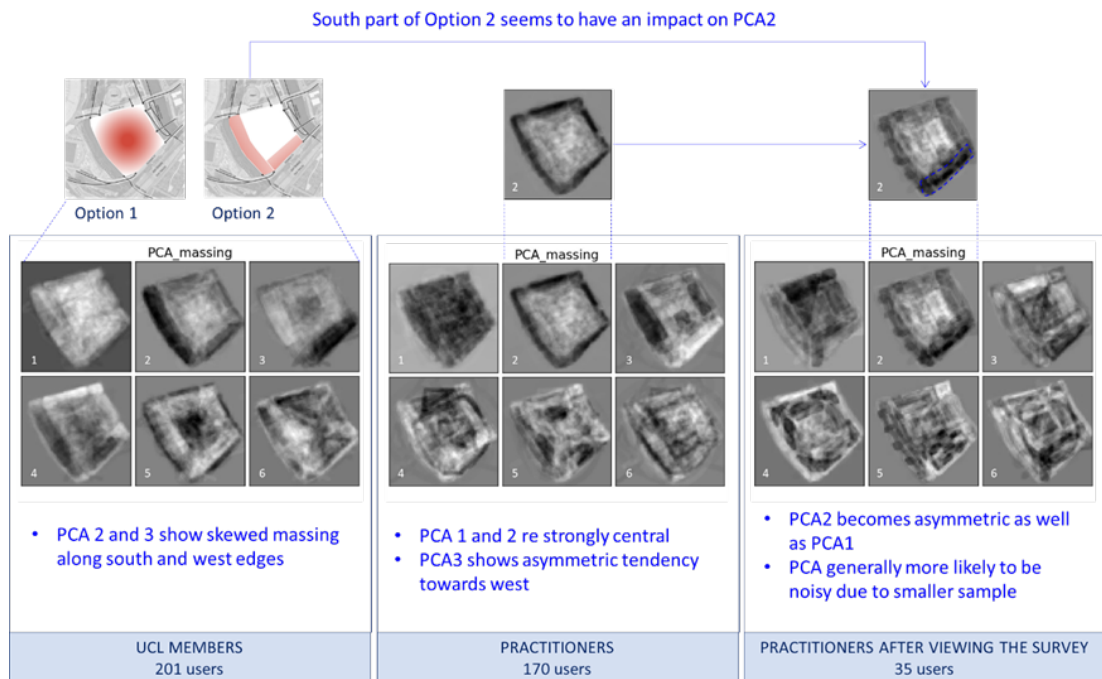 South part of Option 2 seems to have an impact on PCA2
Option 1
Option 2
2
2
PCA_massing
1
2
3
4
5
6
• PCA 2 and 3 show skewed massing
along south and west edges
UCL MEMBERS
201 users
PCA_massing
1
2
3
4
5
6
• PCA 1 and 2 re strongly central
• PCA3 shows asymmetric tendency
towards west
PRACTITIONERS
170 users
PCA_massing
1
2
3
4
5
6
• PCA2 becomes asymmetric as well
as PCA1
• PCA generally more likely to be
noisy due to smaller sample
PRACTITIONERS AFTER VIEWING THE SURVEY
35 users